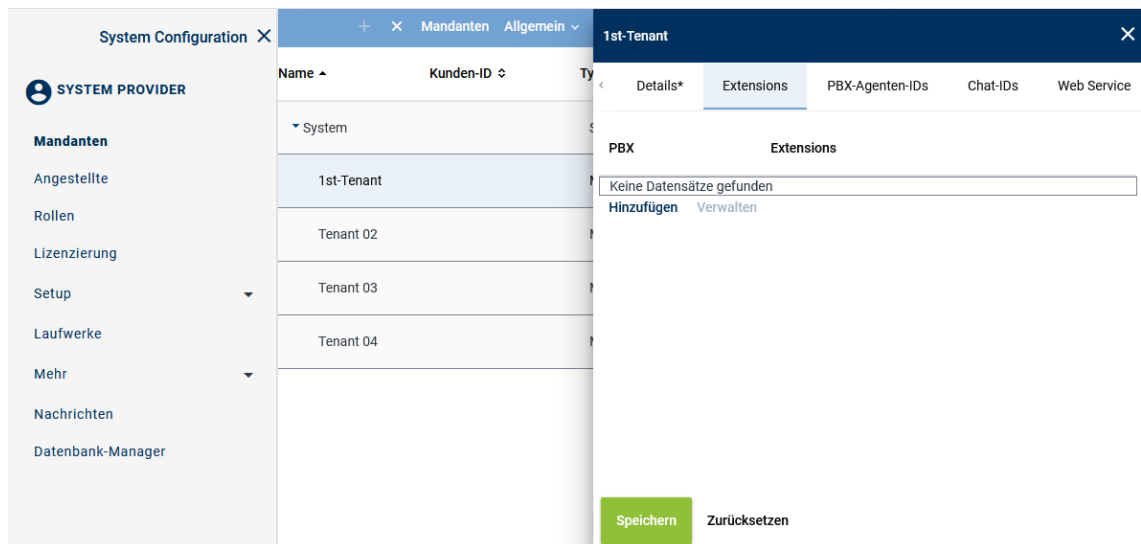 System Configuration
SYSTEM PROVIDER
Mandanten
Angestellte
Rollen
Lizenzierung
Setup
Laufwerke
Mehr
Nachrichten
Datenbank-Manager
Mandanten Allgemein
Name Kunden-ID
System
1st-Tenant
Tenant 02
Tenant 03
Tenant 04
1st-Tenant
Details* Extensions PBX-Agenten-IDs Chat-IDs Web Service
PBX Extensions
Keine Datensätze gefunden
Hinzufügen Verwalten
Speichern Zurücksetzen